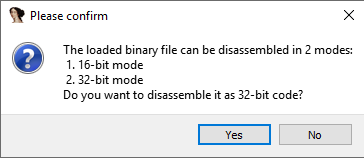 Please confirm
The loaded binary file can be disassembled in 2 modes:
1. 16-bit mode
2. 32-bit mode
Do you want to disassemble it as 32-bit code?
Yes
No